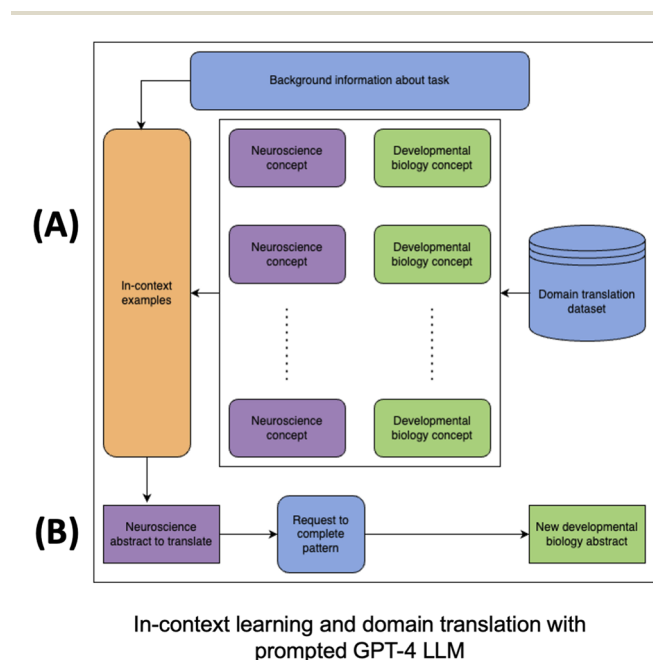 Background information about task
(A)
In-context
examples
Neuroscience
concept
Developmental
biology concept
Neuroscience
concept
Developmental
biology concept
Neuroscience
concept
Developmental
biology concept
Domain translation
dataset
(B)
Neuroscience
abstract to translate
Request to
complete
pattern
New developmental
biology abstract
In-context learning and domain translation with
prompted GPT-4 LLM